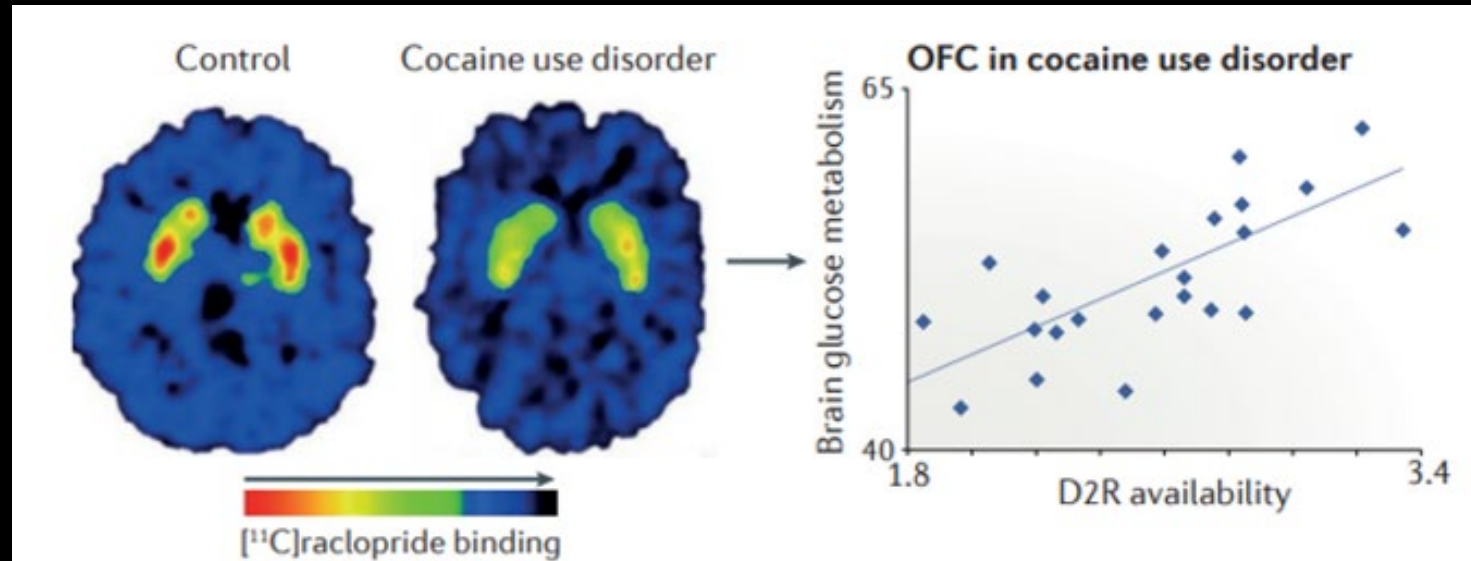 Control
Cocaine use disorder
[¹¹C]raclopride binding
OFC in cocaine use disorder
Brain glucose metabolism
65
40
1.8
3.4
D2R availability